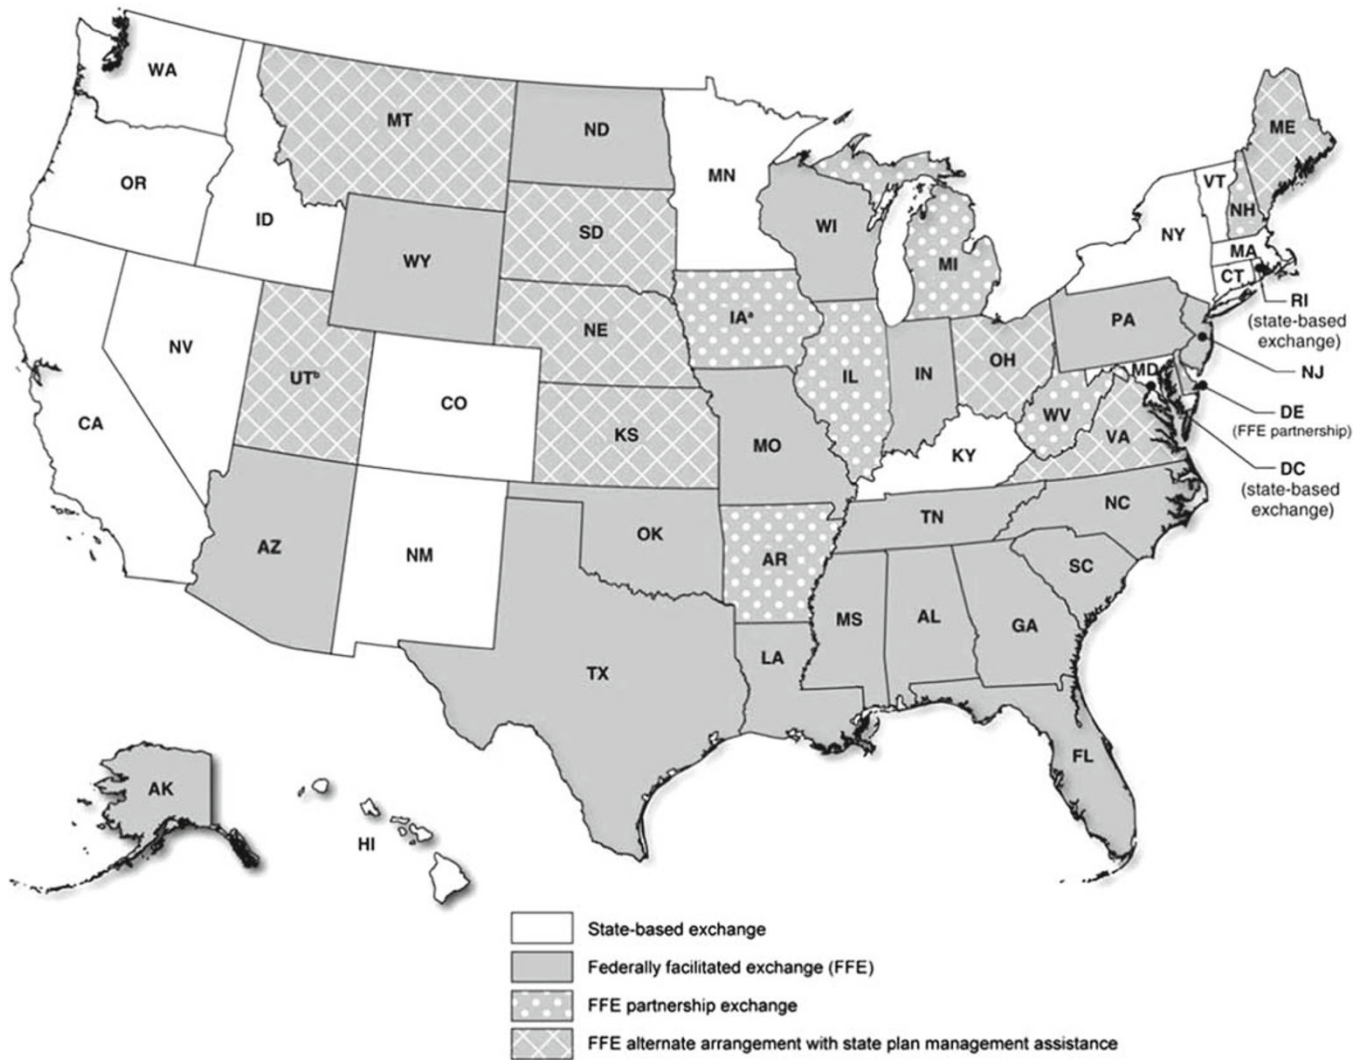 WA
MT
ND
MN
ME
OR
ID
SD
WI
MI
VT
NH
NY
MA
CT
WY
RI
(state-based
exchange)
NV
UTᵇ
NE
IAᵃ
PA
NJ
CA
CO
KS
IL
IN
OH
MD
DE
(FFE partnership)
WV
VA
MO
KY
DC
(state-based
exchange)
AZ
NM
OK
AR
TN
NC
SC
TX
LA
MS
AL
GA
FL
AK
HI
State-based exchange
Federally facilitated exchange (FFE)
FFE partnership exchange
FFE alternate arrangement with state plan management assistance